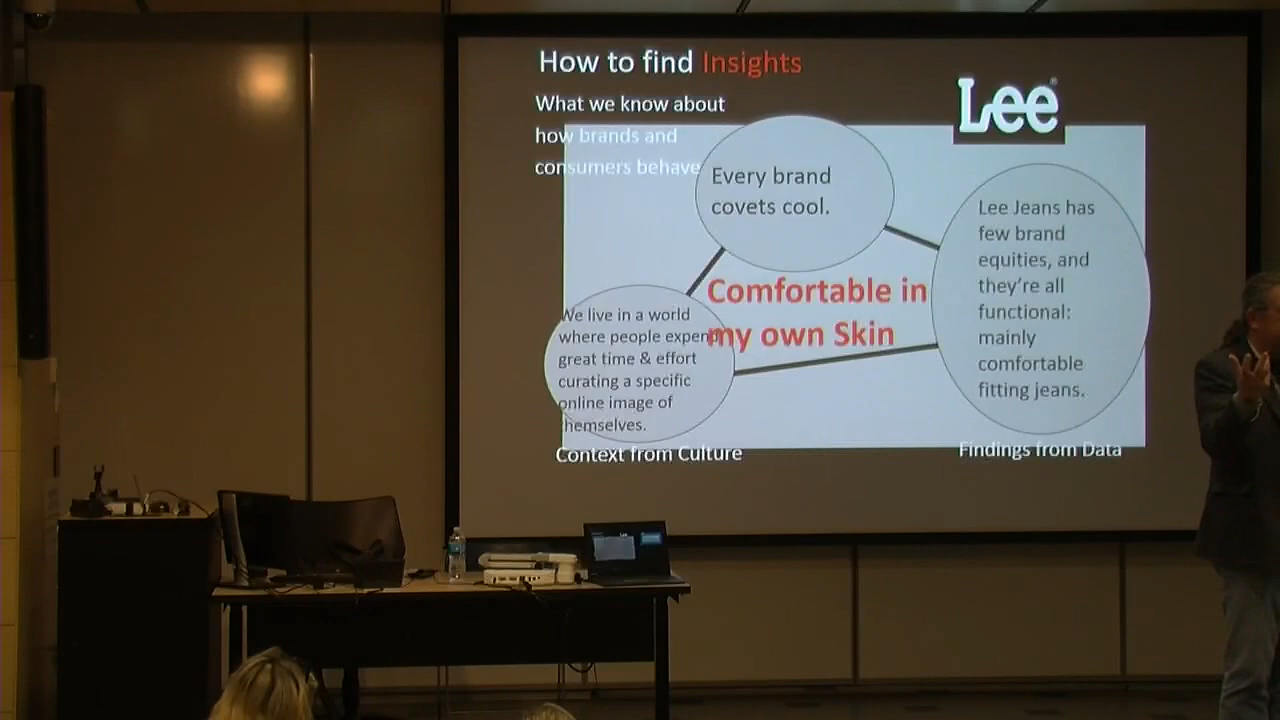 How to find Insights
Lee
What we know about
how brands and
consumers behave
Every brand
covets cool.
Lee Jeans has
few brand
equities, and
they're all
functional:
mainly
comfortable
fitting jeans.
Comfortable in
my own Skin
We live in a world
where people expend
great time & effort
curating a specific
online image of
themselves.
Context from Culture
Findings from Data